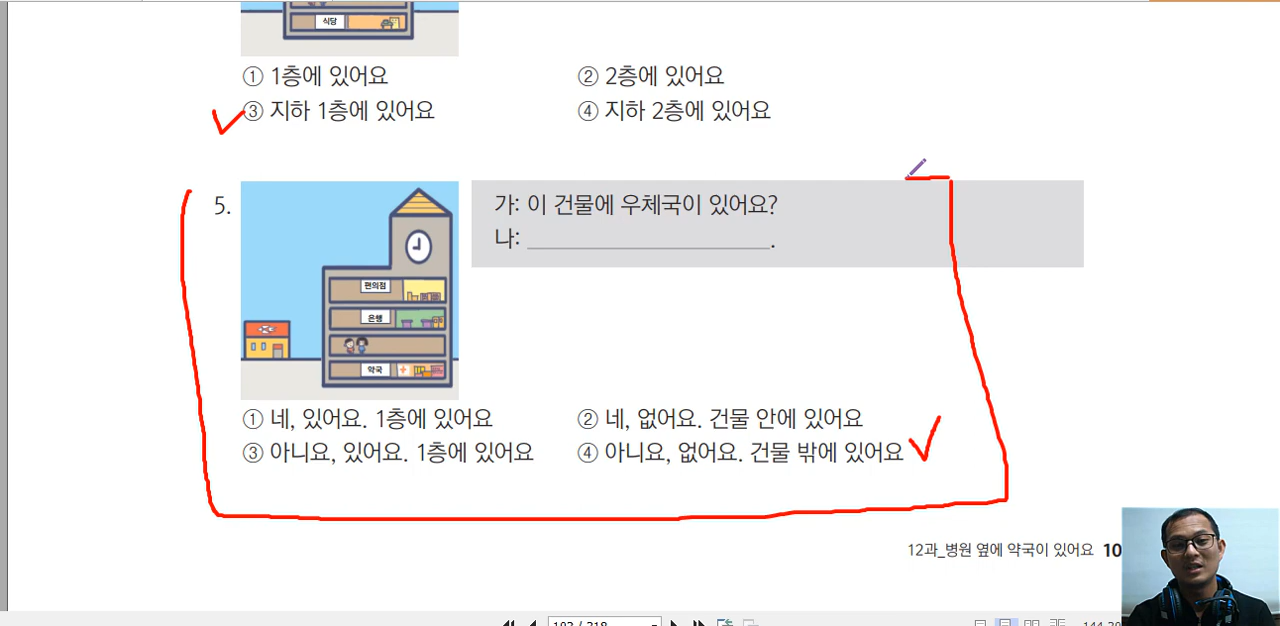 식당
① 1층에 있어요
② 2층에 있어요
③ 지하 1층에 있어요
④ 지하 2층에 있어요
5.
가: 이 건물에 우체국이 있어요?
나: ____________________.
편의점
은행
약국
① 네, 있어요. 1층에 있어요
② 네, 없어요. 건물 안에 있어요
③ 아니요, 있어요. 1층에 있어요
④ 아니요, 없어요. 건물 밖에 있어요
12과_병원 옆에 약국이 있어요 10